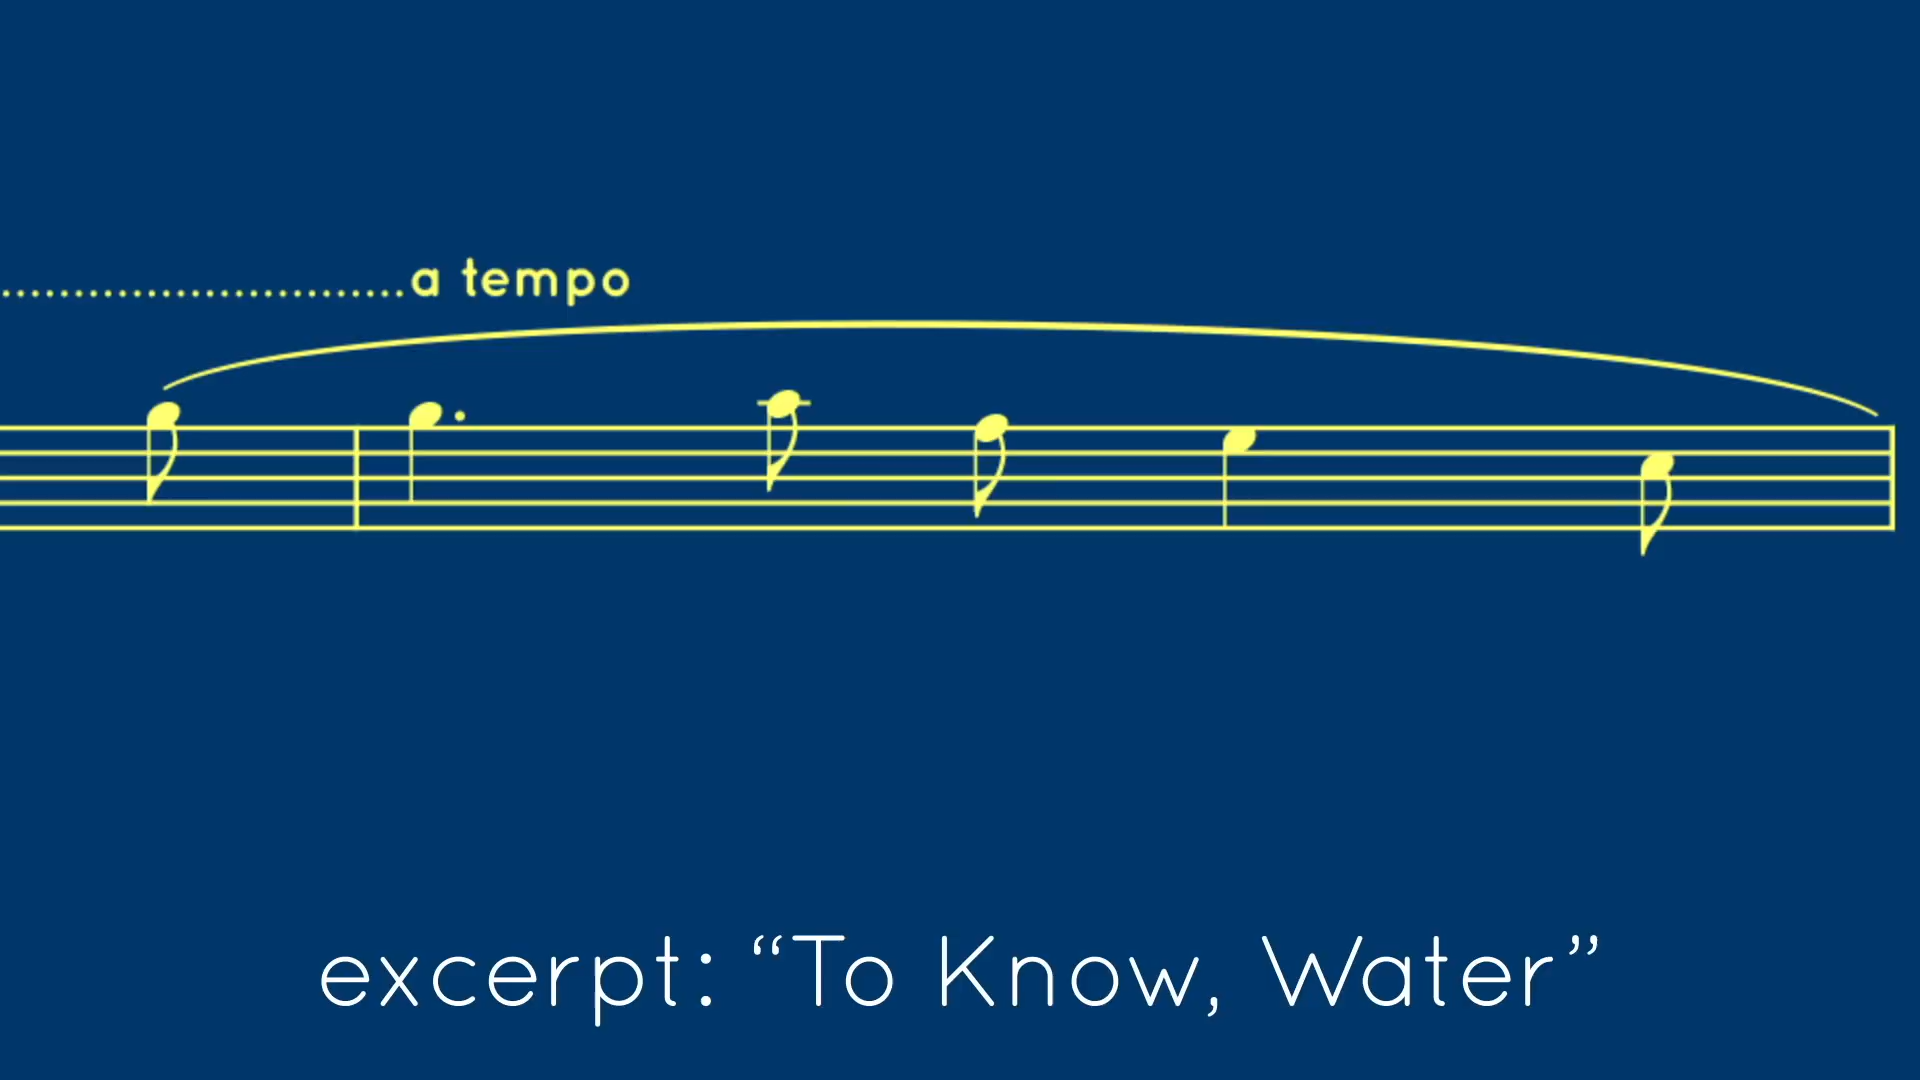 ..............................a tempo
excerpt: “To Know, Water”